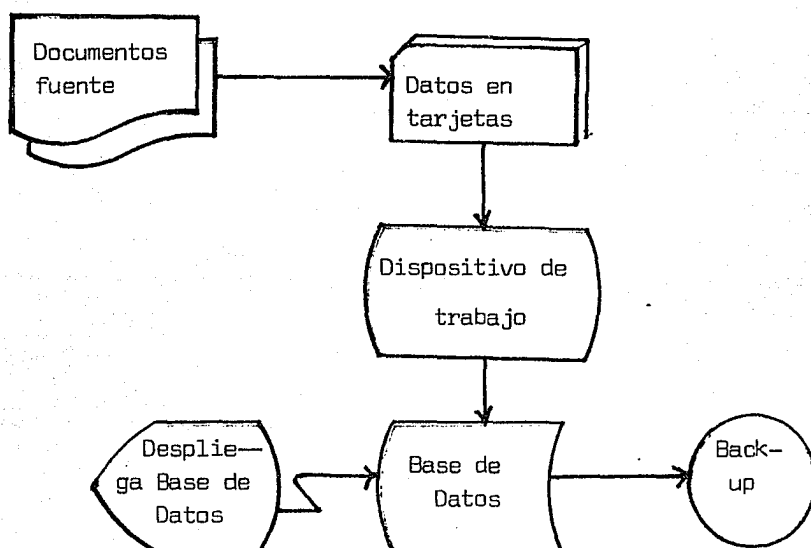 Documentos
fuente
Datos en
tarjetas
Dispositivo de
trabajo
Desplie—
ga Base de
Datos
Base de
Datos
Back—
up